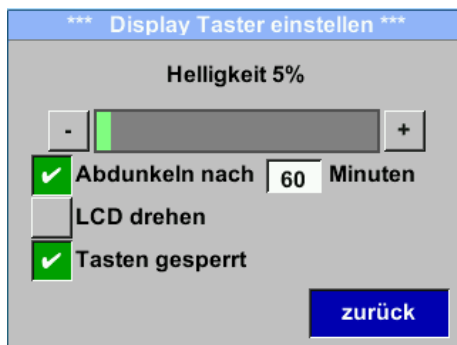 *** Display Taster einstellen ***
Helligkeit 5%
- +
Abdunkeln nach 60 Minuten
LCD drehen
Tasten gesperrt
zurück